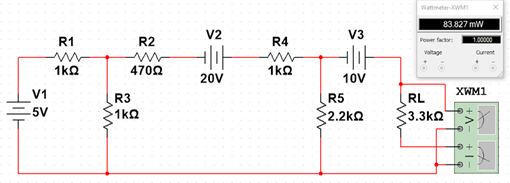 Wattmeter-XWM1
83.827 mW
Power factor: 1.00000
Voltage Current
+ - + -
R1
1kΩ
R2
470Ω
V2
20V
R4
1kΩ
V3
10V
XWM1
V1
5V
R3
1kΩ
R5
2.2kΩ
RL
3.3kΩ
V
I